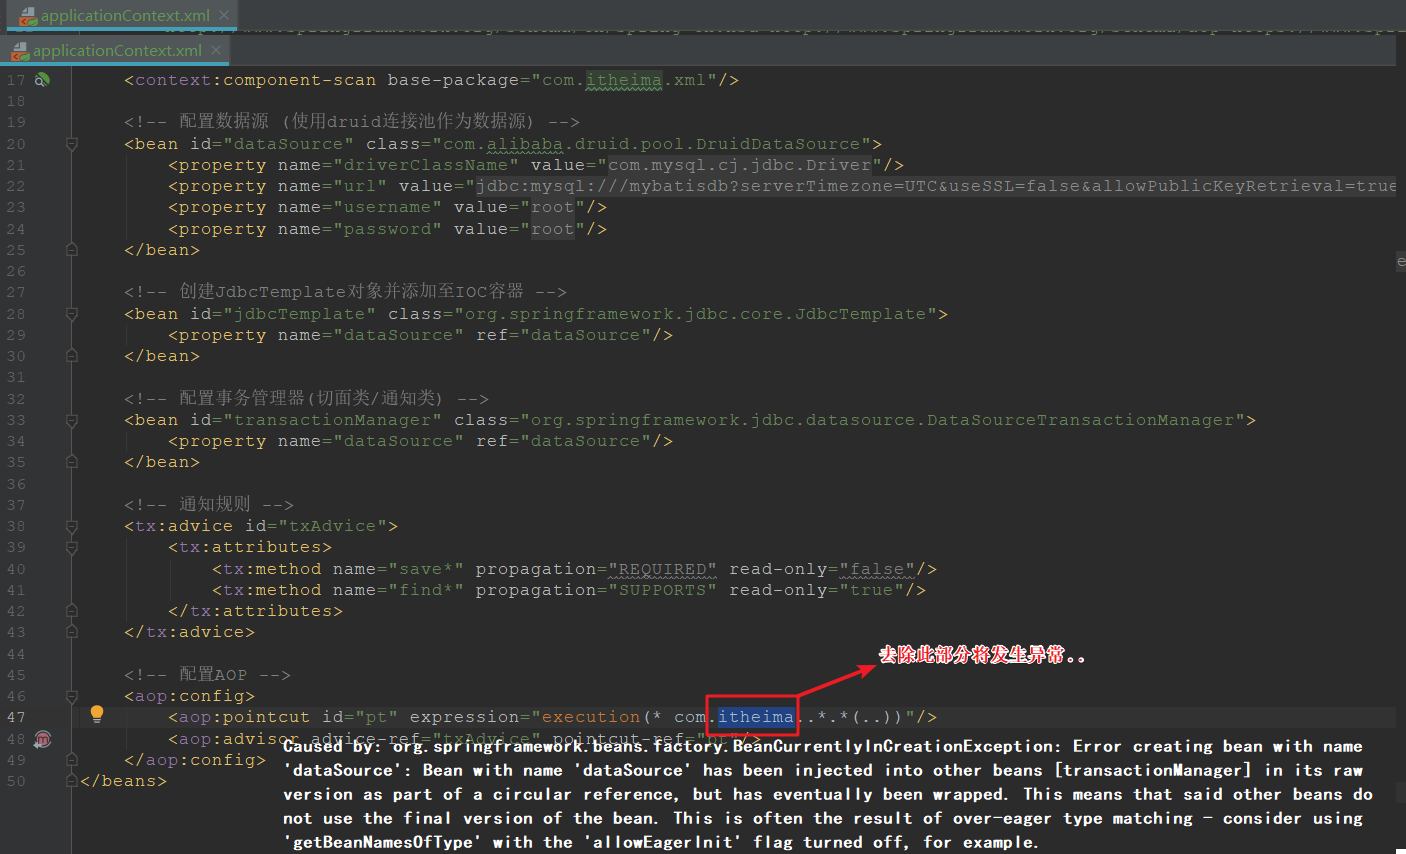 applicationContext.xml
applicationContext.xml
17 <context:component-scan base-package="com.itheima.xml"/>
18
19 <!-- 配置数据源 (使用druid连接池作为数据源) -->
20 <bean id="dataSource" class="com.alibaba.druid.pool.DruidDataSource">
21 <property name="driverClassName" value="com.mysql.cj.jdbc.Driver"/>
22 <property name="url" value="jdbc:mysql:///mybatisdb?serverTimezone=UTC&useSSL=false&allowPublicKeyRetrieval=true
23 <property name="username" value="root"/>
24 <property name="password" value="root"/>
25 </bean>
26
27 <!-- 创建JdbcTemplate对象并添加至IOC容器 -->
28 <bean id="jdbcTemplate" class="org.springframework.jdbc.core.JdbcTemplate">
29 <property name="dataSource" ref="dataSource"/>
30 </bean>
31
32 <!-- 配置事务管理器(切面类/通知类) -->
33 <bean id="transactionManager" class="org.springframework.jdbc.datasource.DataSourceTransactionManager">
34 <property name="dataSource" ref="dataSource"/>
35 </bean>
36
37 <!-- 通知规则 -->
38 <tx:advice id="txAdvice">
39 <tx:attributes>
40 <tx:method name="save*" propagation="REQUIRED" read-only="false"/>
41 <tx:method name="find*" propagation="SUPPORTS" read-only="true"/>
42 </tx:attributes>
43 </tx:advice>
44
去除此部分将发生异常..
45 <!-- 配置AOP -->
46 <aop:config>
47 <aop:pointcut id="pt" expression="execution(* com.itheima..*.*(..))"/>
48 <aop:advisor advice-ref="txAdvice" pointcut-ref="pt"/>
49 </aop:config>
50 </beans>
Caused by: org.springframework.beans.factory.BeanCurrentlyInCreationException: Error creating bean with name
'dataSource': Bean with name 'dataSource' has been injected into other beans [transactionManager] in its raw
version as part of a circular reference, but has eventually been wrapped. This means that said other beans do
not use the final version of the bean. This is often the result of over-eager type matching - consider using
'getBeanNamesOfType' with the 'allowEagerInit' flag turned off, for example.